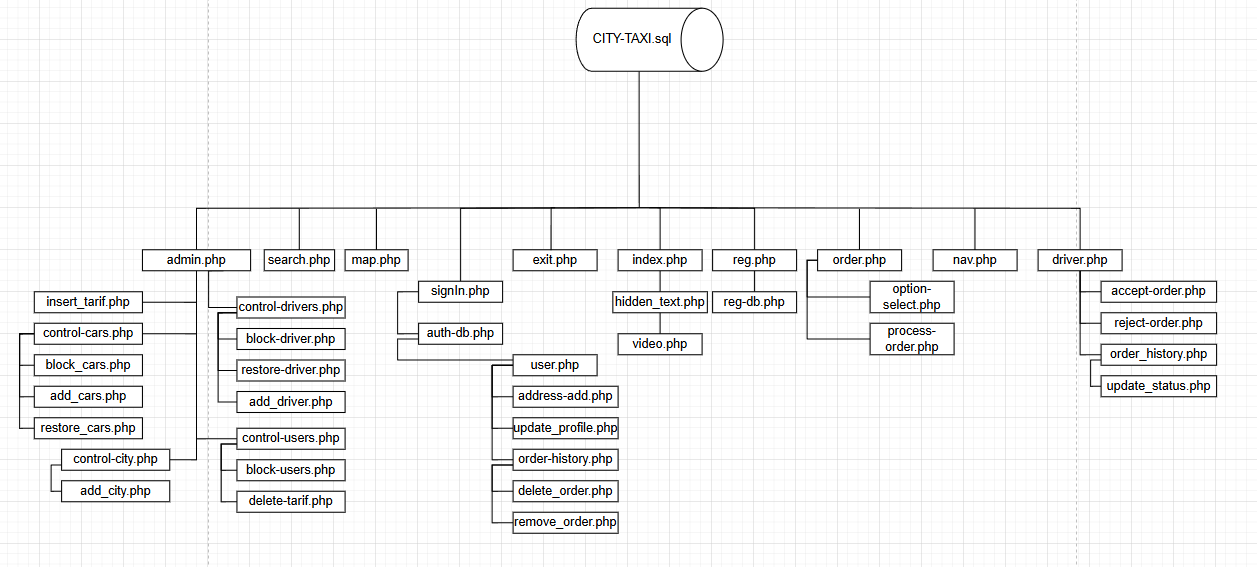 CITY-TAXI.sql
admin.php
search.php
map.php
exit.php
index.php
reg.php
order.php
nav.php
driver.php
insert_tarif.php
control-cars.php
block_cars.php
add_cars.php
restore_cars.php
control-city.php
add_city.php
control-drivers.php
block-driver.php
restore-driver.php
add_driver.php
control-users.php
block-users.php
delete-tarif.php
signIn.php
auth-db.php
user.php
address-add.php
update_profile.php
order-history.php
delete_order.php
remove_order.php
hidden_text.php
video.php
reg-db.php
option-
select.php
process-
order.php
accept-order.php
reject-order.php
order_history.php
update_status.php